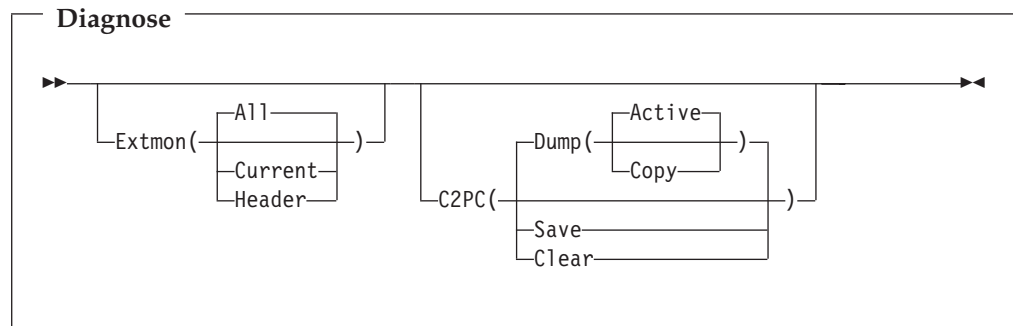 Diagnose
All Active
Extmon( ) Dump( )
Current Copy
Header C2PC( )
Save
Clear